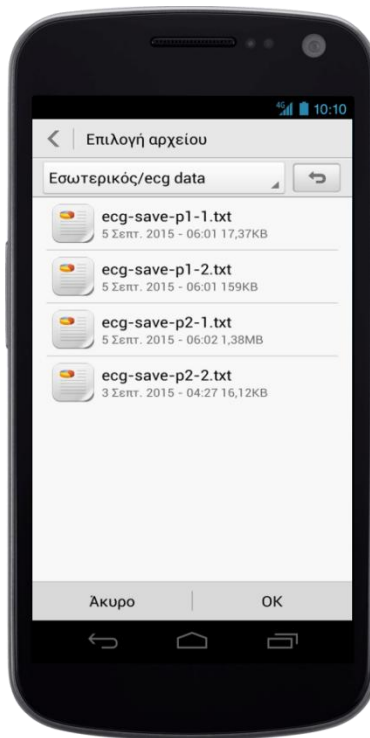 4G 10:10
Επιλογή αρχείου
Εσωτερικός/ecg data
ecg-save-p1-1.txt
5 Σεπτ. 2015 - 06:01 17,37KB
ecg-save-p1-2.txt
5 Σεπτ. 2015 - 06:01 159KB
ecg-save-p2-1.txt
5 Σεπτ. 2015 - 06:02 1,38MB
ecg-save-p2-2.txt
3 Σεπτ. 2015 - 04:27 16,12KB
Άκυρο OK